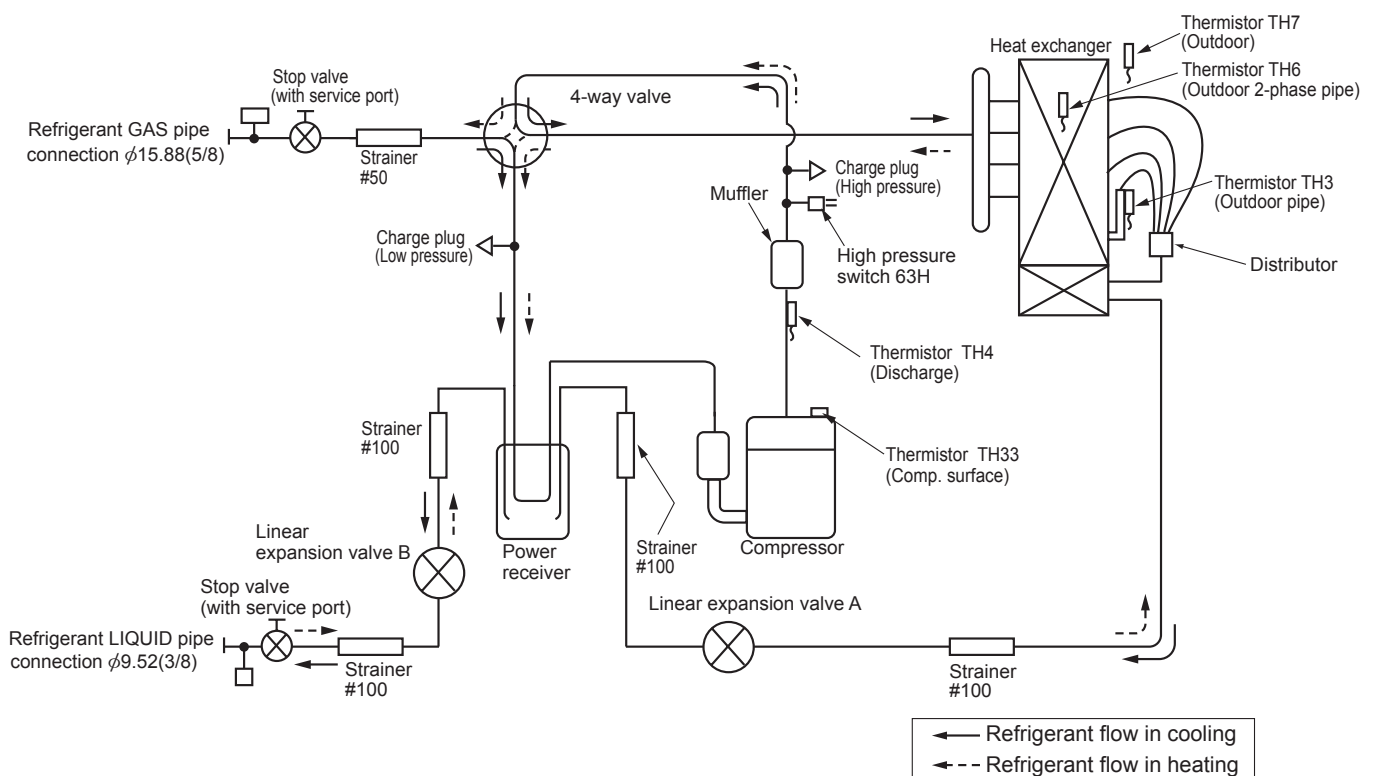 Thermistor TH7
(Outdoor)
Heat exchanger
Thermistor TH6
(Outdoor 2-phase pipe)
Stop valve
(with service port)
4-way valve
Refrigerant GAS pipe
connection ϕ15.88(5/8)
Strainer
#50
Charge plug
(High pressure)
Muffler
Thermistor TH3
(Outdoor pipe)
Charge plug
(Low pressure)
High pressure
switch 63H
Distributor
Thermistor TH4
(Discharge)
Strainer
#100
Thermistor TH33
(Comp. surface)
Linear
expansion valve B
Power
receiver
Strainer
#100
Compressor
Stop valve
(with service port)
Linear expansion valve A
Refrigerant LIQUID pipe
connection ϕ9.52(3/8)
Strainer
#100
Strainer
#100
Refrigerant flow in cooling
Refrigerant flow in heating